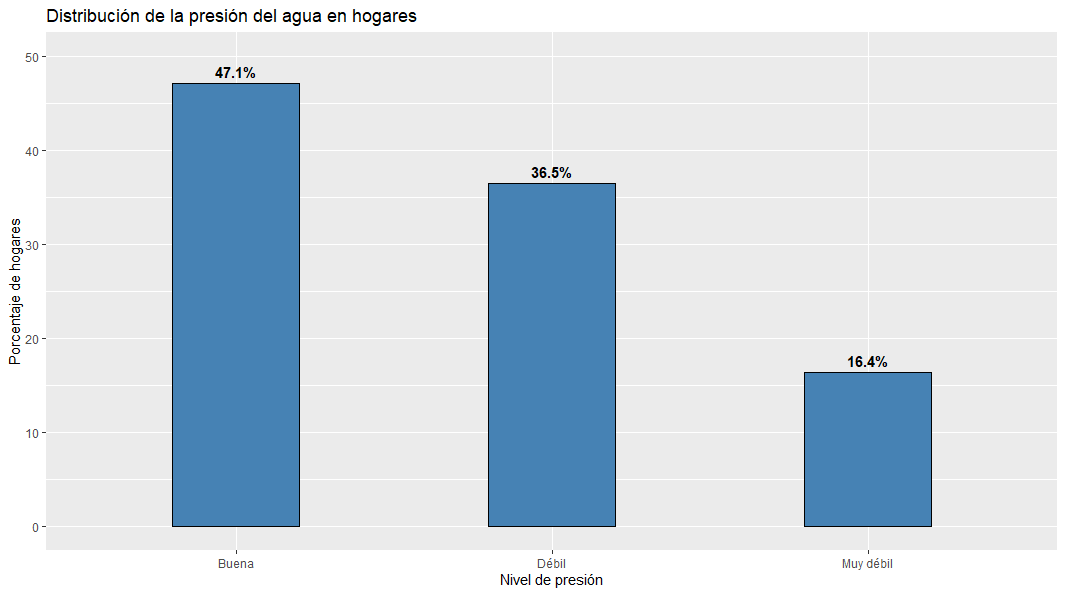 Distribución de la presión del agua en hogares
Porcentaje de hogares
50
40
30
20
10
0
47.1%
36.5%
16.4%
Buena
Débil
Muy débil
Nivel de presión